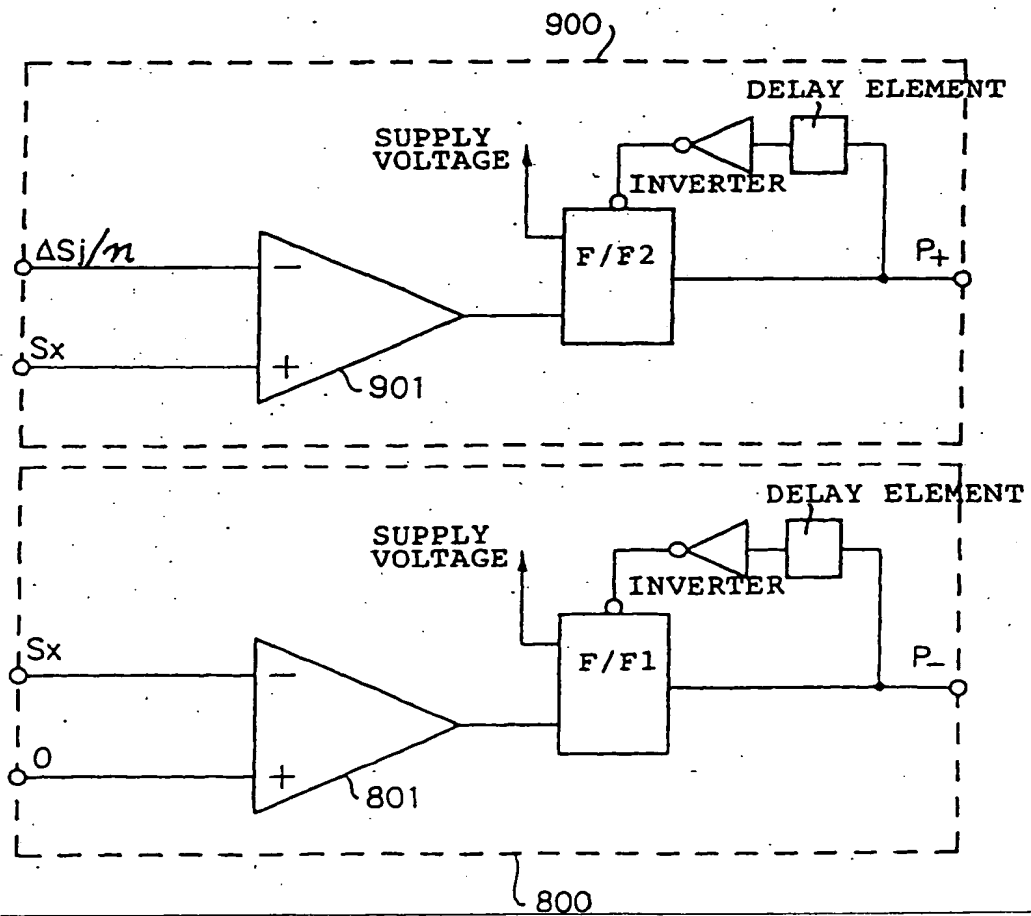 900
DELAY ELEMENT
SUPPLY
VOLTAGE
INVERTER
ΔSj/n
−
F/F2
P+
Sx
+
901
DELAY ELEMENT
SUPPLY
VOLTAGE
INVERTER
Sx
−
F/F1
P−
0
+
801
800